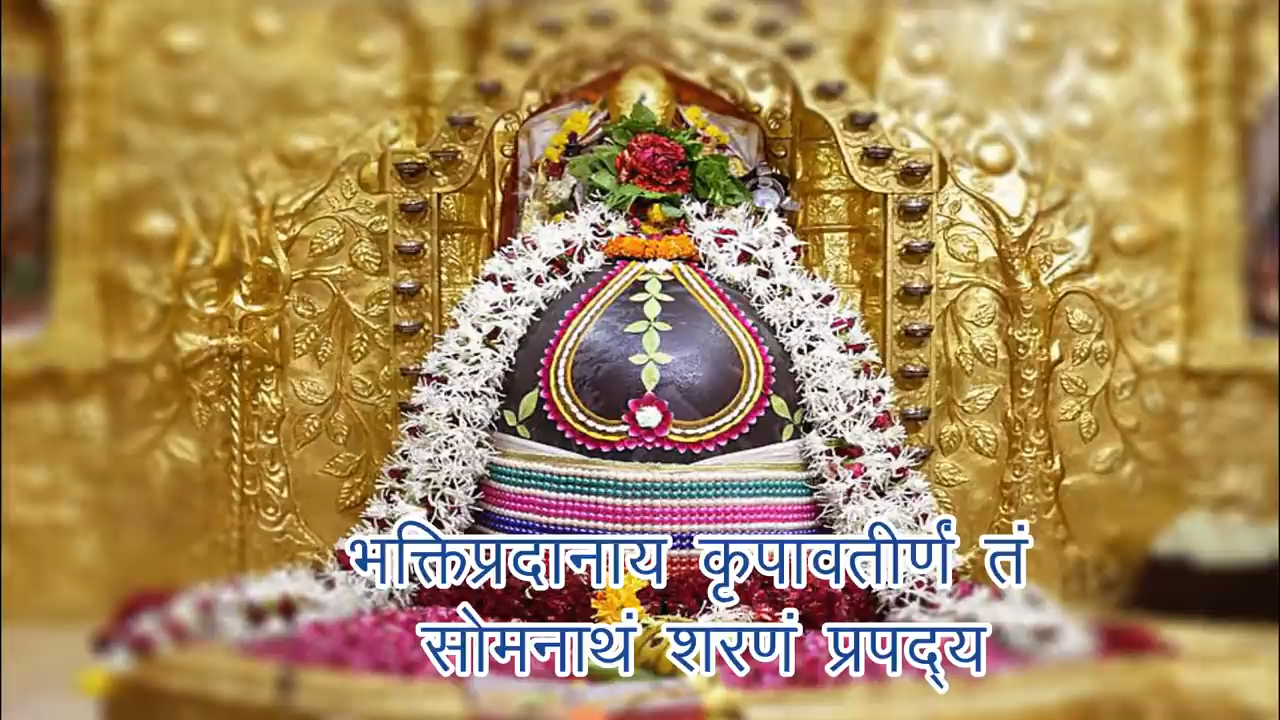 भक्तिप्रदानाय कृपावतीर्णं तं
सोमनाथं शरणं प्रपद्य